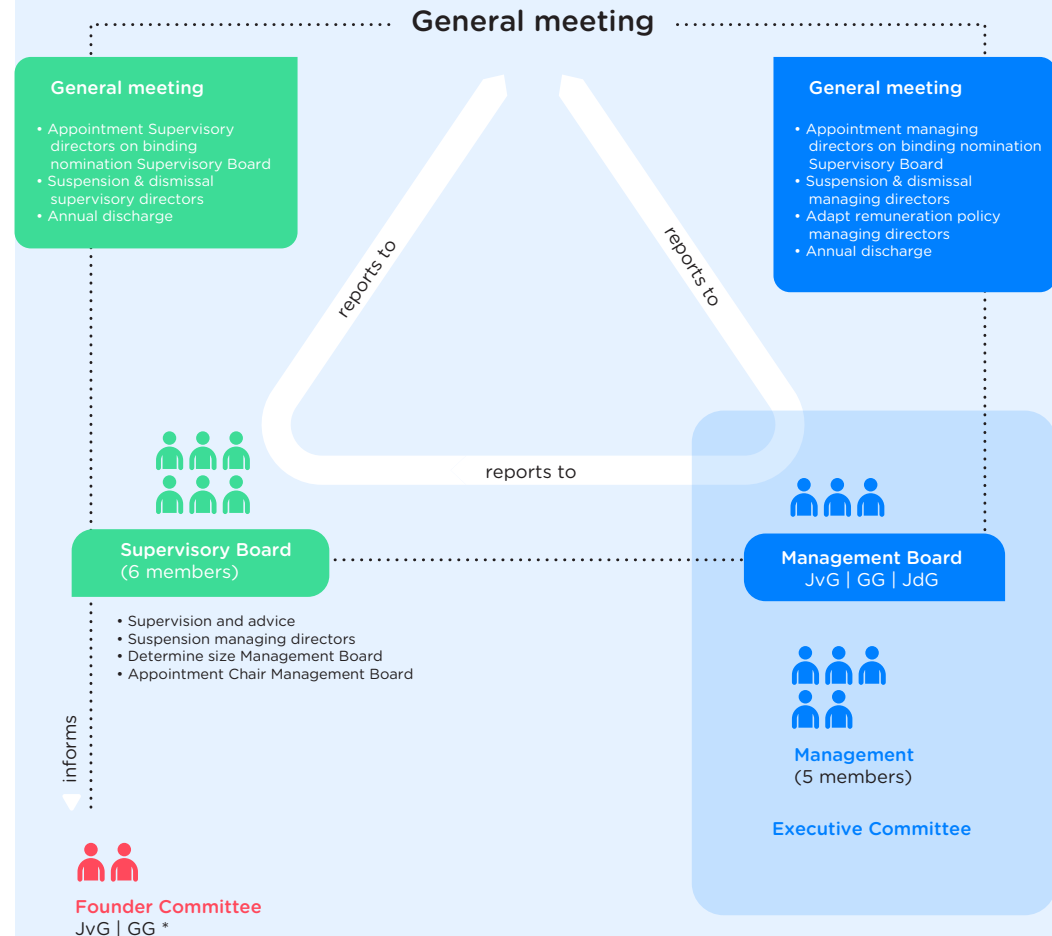 General meeting
General meeting
• Appointment Supervisory
directors on binding
nomination Supervisory Board
• Suspension & dismissal
supervisory directors
• Annual discharge
General meeting
• Appointment managing
directors on binding nomination
Supervisory Board
• Suspension & dismissal
managing directors
• Adapt remuneration policy
managing directors
• Annual discharge
reports to
reports to
reports to
Supervisory Board
(6 members)
• Supervision and advice
• Suspension managing directors
• Determine size Management Board
• Appointment Chair Management Board
Management Board
JvG | GG | JdG
Management
(5 members)
Executive Committee
informs
Founder Committee
JvG | GG *